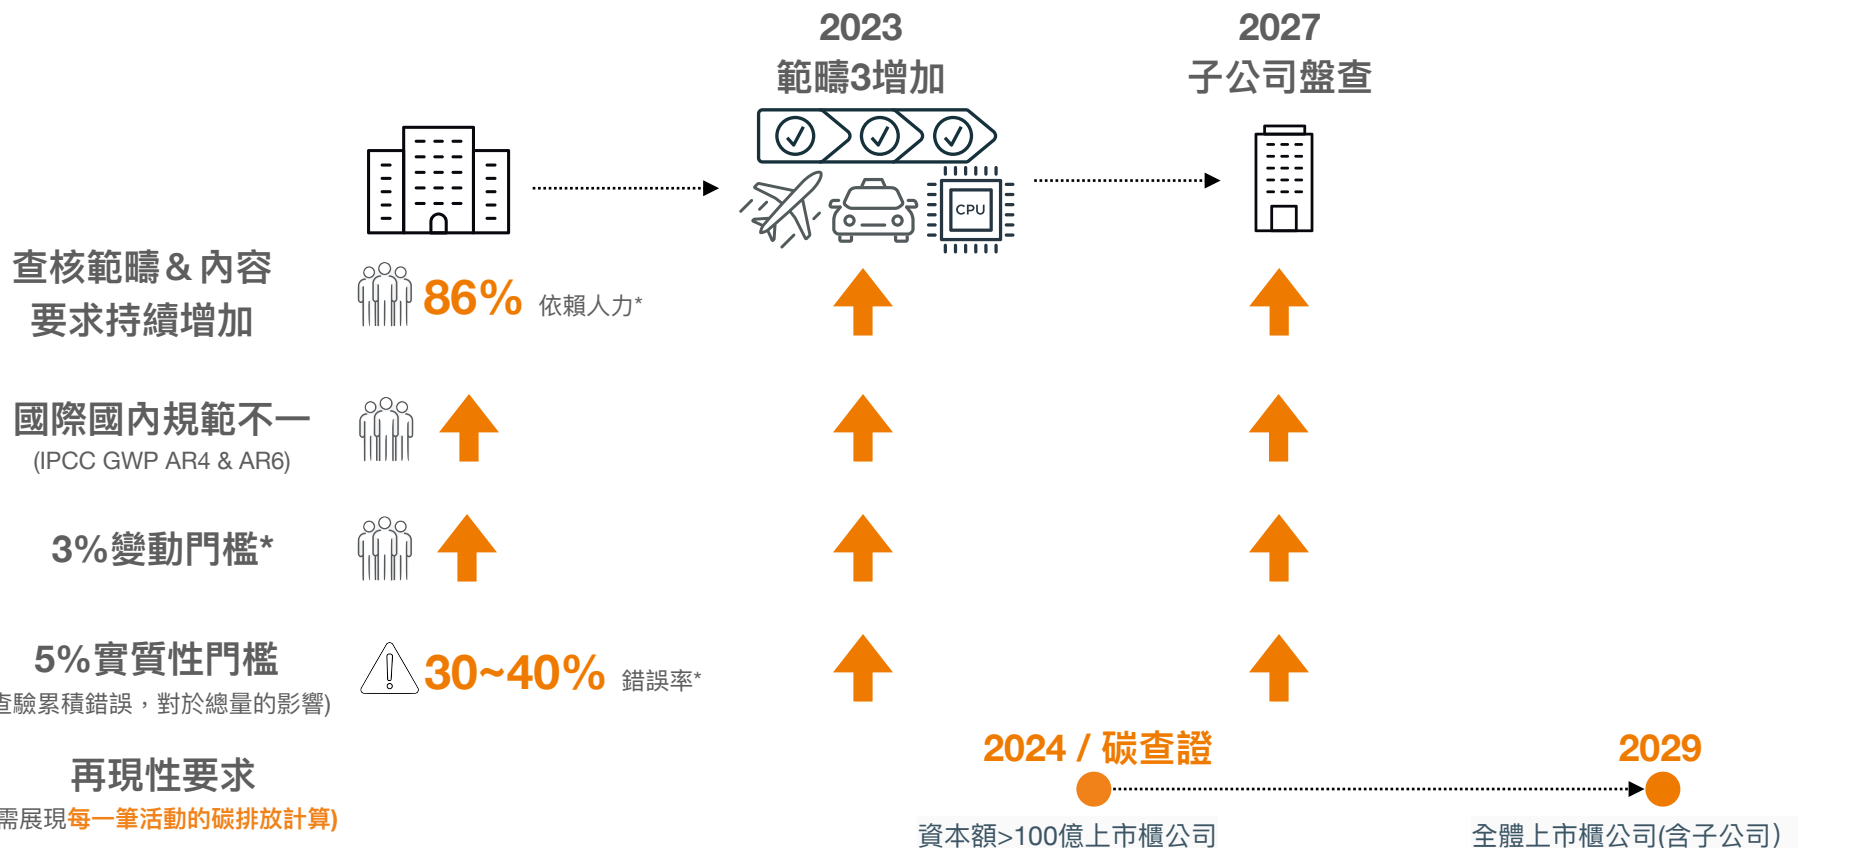 2023
範疇3增加
2027
子公司盤查
CPU
查核範疇&內容
要求持續增加
86% 依賴人力*
國際國內規範不一
(IPCC GWP AR4 & AR6)
3%變動門檻*
5%實質性門檻
查驗累積錯誤，對於總量的影響)
30~40% 錯誤率*
再現性要求
需展現每一筆活動的碳排放計算)
2024 / 碳查證
資本額>100億上市櫃公司
2029
全體上市櫃公司(含子公司）